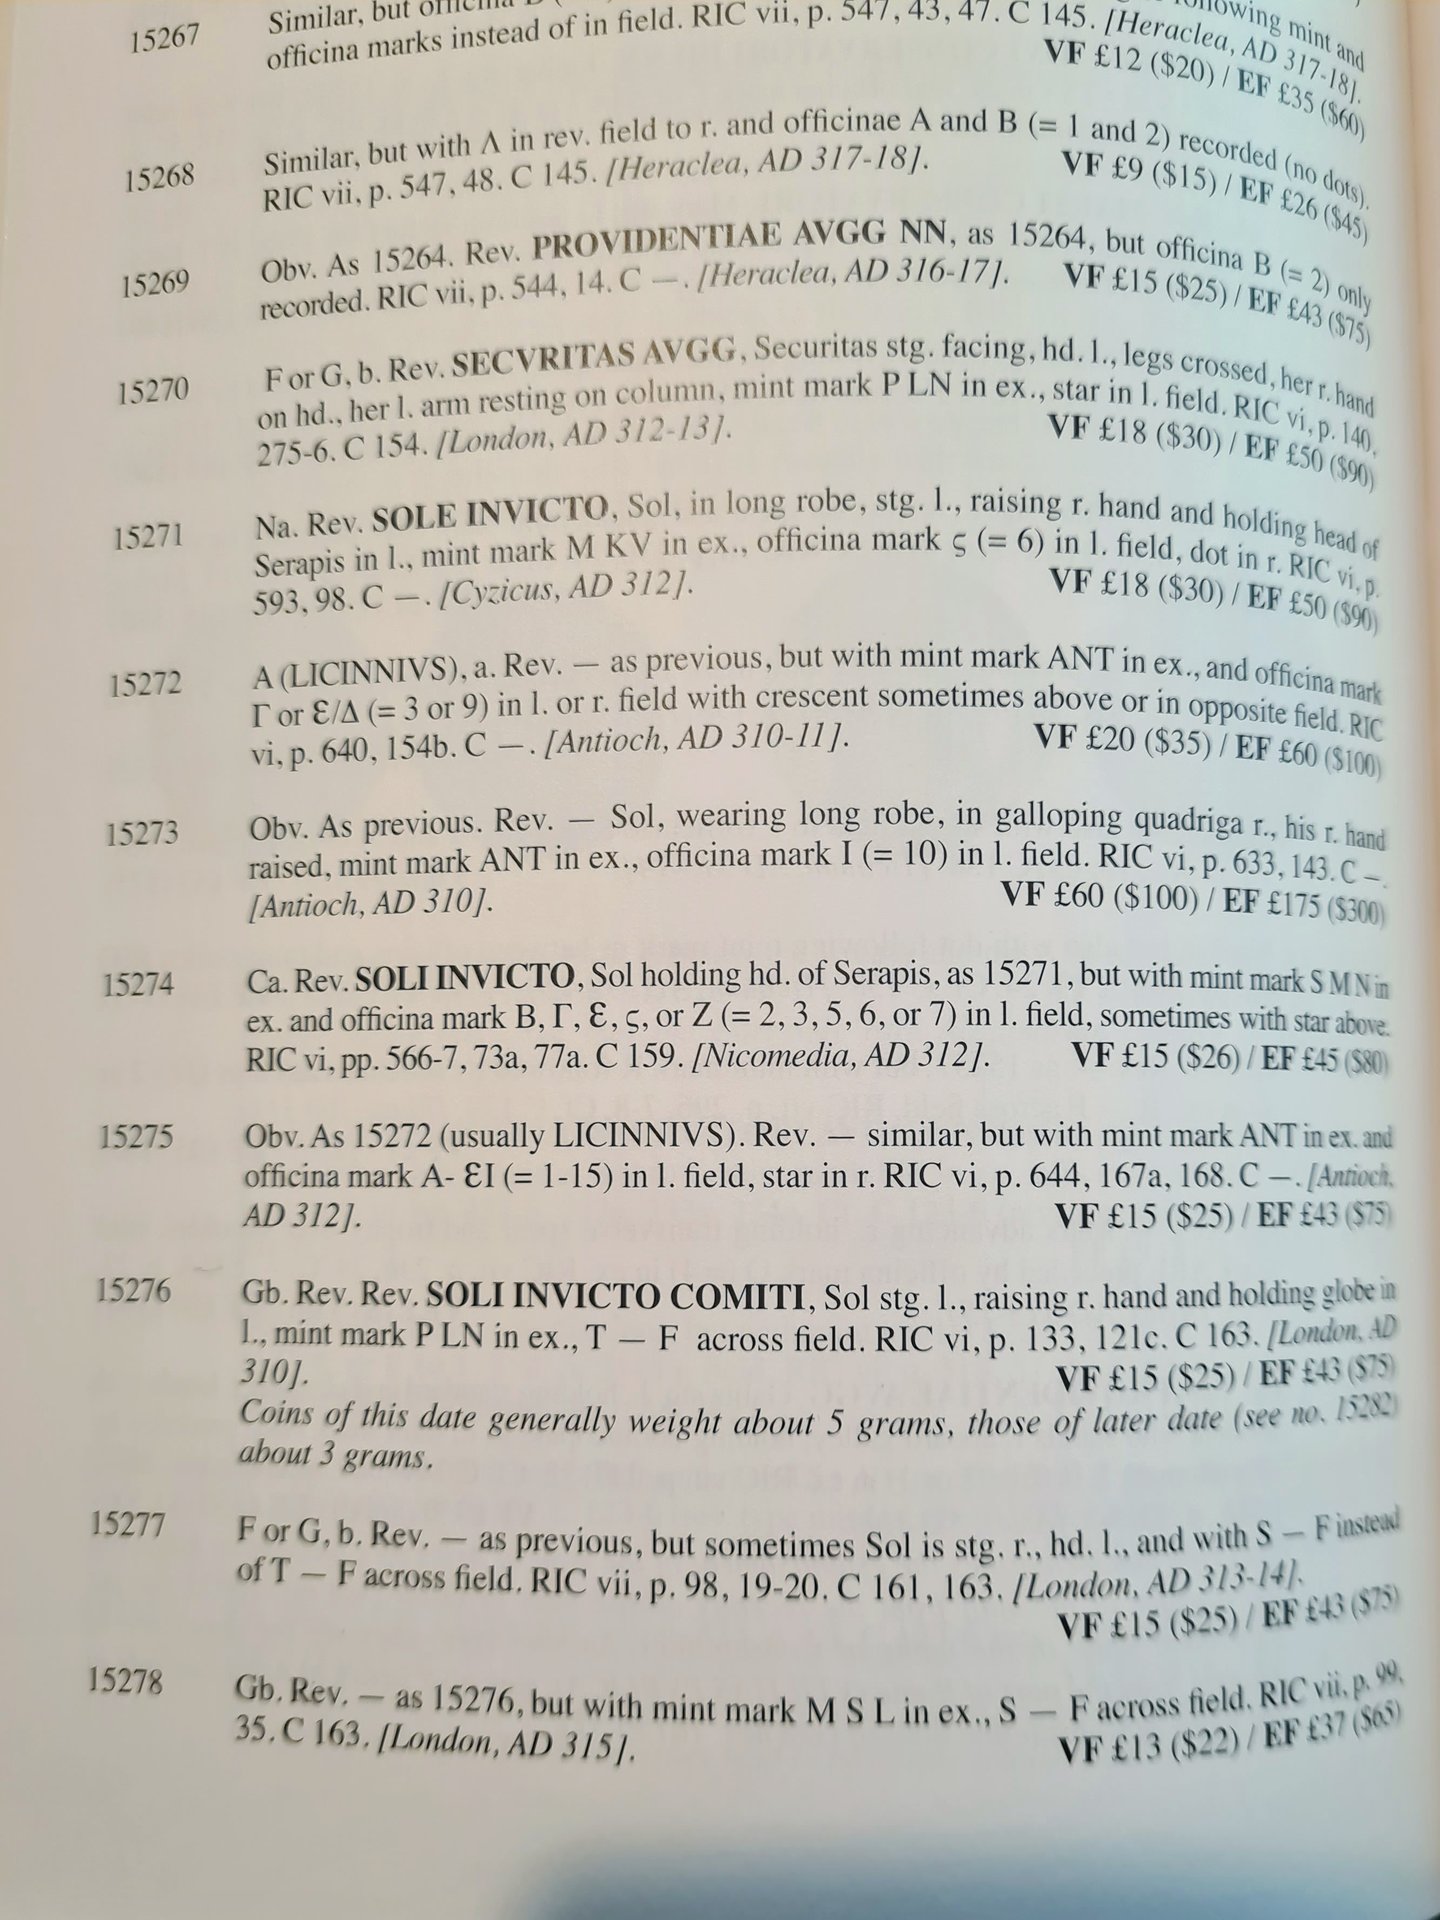 15267 Similar, but officina following mint and
officina marks instead of in field. RIC vii, p. 547, 43, 47. C 145. [Heraclea, AD 317-18].
VF £12 ($20) / EF £35 ($60)
15268 Similar, but with Λ in rev. field to r. and officinae A and B (= 1 and 2) recorded (no dots).
RIC vii, p. 547, 48. C 145. [Heraclea, AD 317-18]. VF £9 ($15) / EF £26 ($45)
15269 Obv. As 15264. Rev. PROVIDENTIAE AVGG NN, as 15264, but officina B (= 2) only
recorded. RIC vii, p. 544, 14. C —. [Heraclea, AD 316-17]. VF £15 ($25) / EF £43 ($75)
15270 F or G, b. Rev. SECVRITAS AVGG, Securitas stg. facing, hd. l., legs crossed, her r. hand
on hd., her l. arm resting on column, mint mark P LN in ex., star in l. field. RIC vi, p. 140,
275-6. C 154. [London, AD 312-13]. VF £18 ($30) / EF £50 ($90)
15271 Na. Rev. SOLE INVICTO, Sol, in long robe, stg. l., raising r. hand and holding head of
Serapis in l., mint mark M KV in ex., officina mark ς (= 6) in l. field, dot in r. RIC vi, p.
593, 98. C —. [Cyzicus, AD 312]. VF £18 ($30) / EF £50 ($90)
15272 A (LICINNIVS), a. Rev. — as previous, but with mint mark ANT in ex., and officina mark
Γ or Ɛ/Δ (= 3 or 9) in l. or r. field with crescent sometimes above or in opposite field. RIC
vi, p. 640, 154b. C —. [Antioch, AD 310-11]. VF £20 ($35) / EF £60 ($100)
15273 Obv. As previous. Rev. — Sol, wearing long robe, in galloping quadriga r., his r. hand
raised, mint mark ANT in ex., officina mark I (= 10) in l. field. RIC vi, p. 633, 143. C —.
[Antioch, AD 310]. VF £60 ($100) / EF £175 ($300)
15274 Ca. Rev. SOLI INVICTO, Sol holding hd. of Serapis, as 15271, but with mint mark S M N in
ex. and officina mark B, Γ, Ɛ, ς, or Z (= 2, 3, 5, 6, or 7) in l. field, sometimes with star above.
RIC vi, pp. 566-7, 73a, 77a. C 159. [Nicomedia, AD 312]. VF £15 ($26) / EF £45 ($80)
15275 Obv. As 15272 (usually LICINNIVS). Rev. — similar, but with mint mark ANT in ex. and
officina mark A- ƐI (= 1-15) in l. field, star in r. RIC vi, p. 644, 167a, 168. C —. [Antioch,
AD 312]. VF £15 ($25) / EF £43 ($75)
15276 Gb. Rev. Rev. SOLI INVICTO COMITI, Sol stg. l., raising r. hand and holding globe in
l., mint mark P LN in ex., T — F across field. RIC vi, p. 133, 121c. C 163. [London, AD
310]. VF £15 ($25) / EF £43 ($75)
Coins of this date generally weight about 5 grams, those of later date (see no. 15282)
about 3 grams.
15277 F or G, b. Rev. — as previous, but sometimes Sol is stg. r., hd. l., and with S — F instead
of T — F across field. RIC vii, p. 98, 19-20. C 161, 163. [London, AD 313-14].
VF £15 ($25) / EF £43 ($75)
15278 Gb. Rev. — as 15276, but with mint mark M S L in ex., S — F across field. RIC vii, p. 99,
35. C 163. [London, AD 315]. VF £13 ($22) / EF £37 ($65)